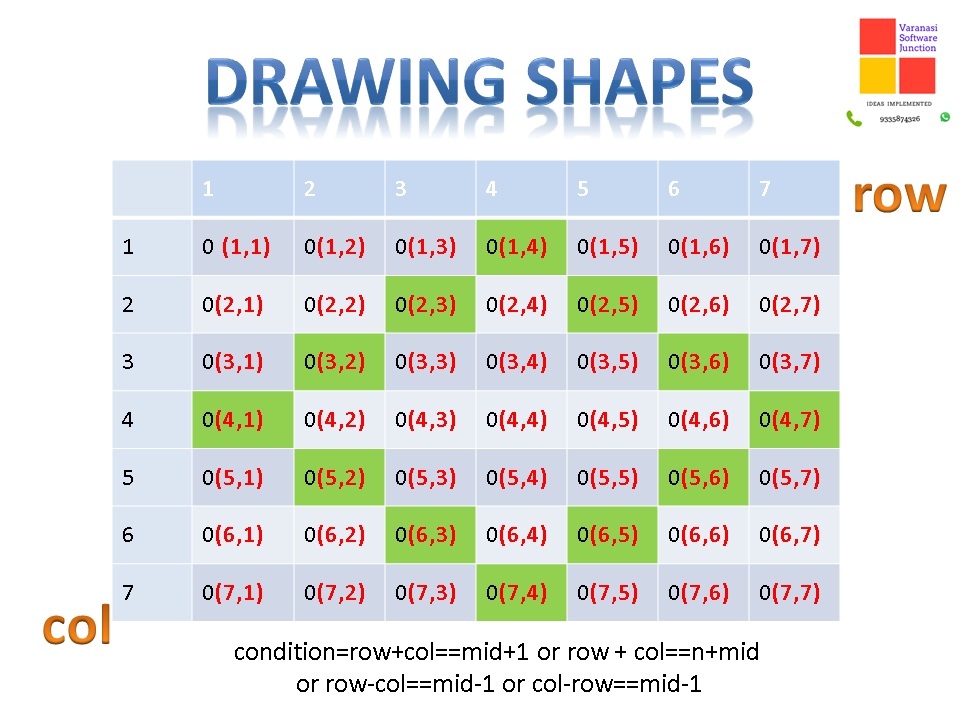 Varanasi
Software
Junction
IDEAS IMPLEMENTED
9335874326
DRAWING SHAPES
1 2 3 4 5 6 7
row
1 0 (1,1) 0(1,2) 0(1,3) 0(1,4) 0(1,5) 0(1,6) 0(1,7)
2 0(2,1) 0(2,2) 0(2,3) 0(2,4) 0(2,5) 0(2,6) 0(2,7)
3 0(3,1) 0(3,2) 0(3,3) 0(3,4) 0(3,5) 0(3,6) 0(3,7)
4 0(4,1) 0(4,2) 0(4,3) 0(4,4) 0(4,5) 0(4,6) 0(4,7)
5 0(5,1) 0(5,2) 0(5,3) 0(5,4) 0(5,5) 0(5,6) 0(5,7)
6 0(6,1) 0(6,2) 0(6,3) 0(6,4) 0(6,5) 0(6,6) 0(6,7)
7 0(7,1) 0(7,2) 0(7,3) 0(7,4) 0(7,5) 0(7,6) 0(7,7)
col
condition=row+col==mid+1 or row + col==n+mid
or row-col==mid-1 or col-row==mid-1